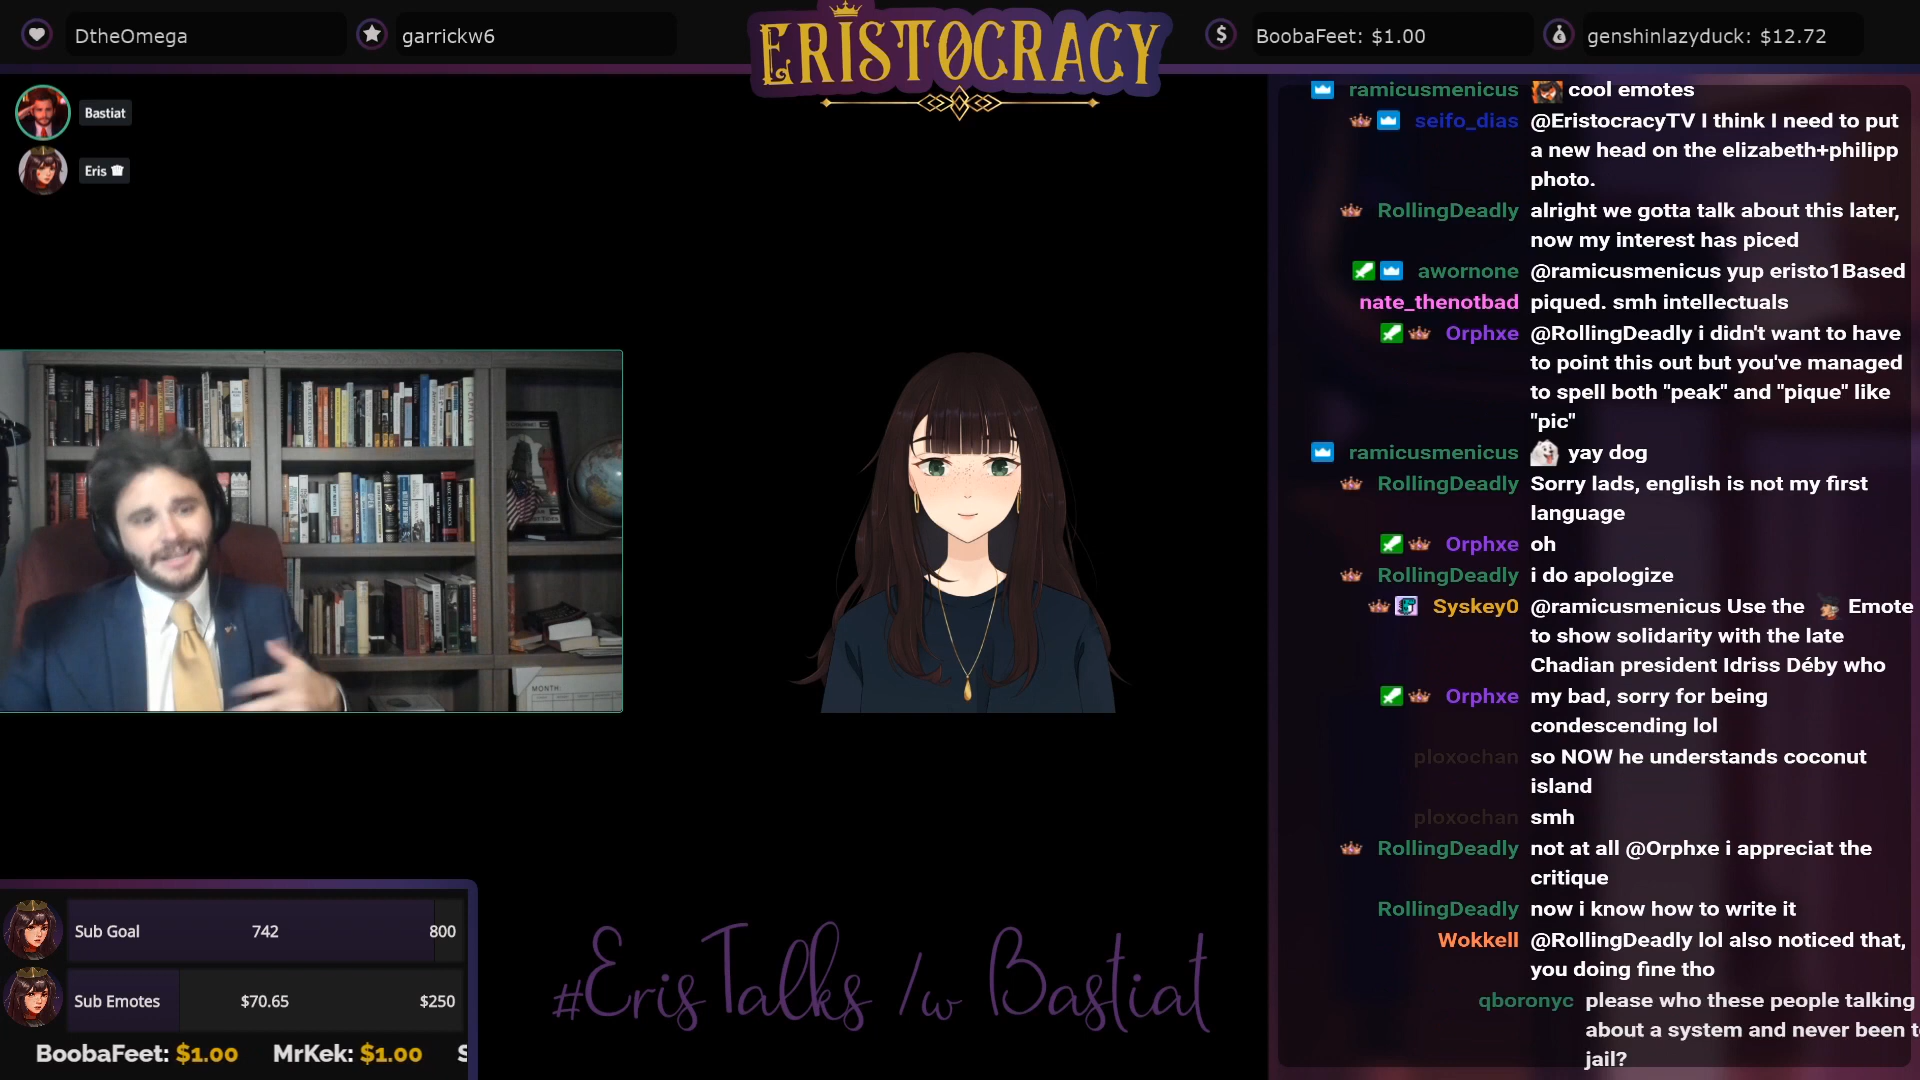 DtheOmega
garrickw6
ERISTOCRACY
BoobaFeet: $1.00
genshinlazyduck: $12.72
Bastiat
Eris
ramicusmenicus cool emotes
seifo_dias @EristocracyTV I think I need to put
a new head on the elizabeth+philipp
photo.
RollingDeadly alright we gotta talk about this later,
now my interest has piced
awornone @ramicusmenicus yup eristo1Based
nate_thenotbad piqued. smh intellectuals
Orphxe @RollingDeadly i didn't want to have
to point this out but you've managed
to spell both "peak" and "pique" like
"pic"
ramicusmenicus yay dog
RollingDeadly Sorry lads, english is not my first
language
Orphxe oh
RollingDeadly i do apologize
Syskey0 @ramicusmenicus Use the Emote
to show solidarity with the late
Chadian president Idriss Déby who
Orphxe my bad, sorry for being
condescending lol
ploxochan so NOW he understands coconut
island
ploxochan smh
RollingDeadly not at all @Orphxe i appreciat the
critique
RollingDeadly now i know how to write it
Wokkell @RollingDeadly lol also noticed that,
you doing fine tho
qboronyc please who these people talking
about a system and never been t
jail?
MONTH:
Sub Goal 742 800
Sub Emotes $70.65 $250
BoobaFeet: $1.00 MrKek: $1.00 S
#ErisTalks /w Bastiat